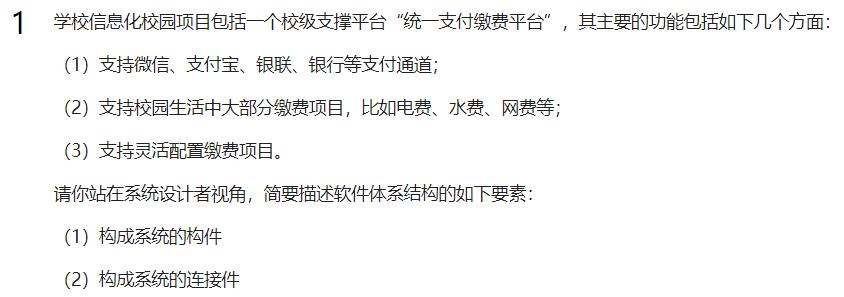 1 学校信息化校园项目包括一个校级支撑平台“统一支付缴费平台”，其主要的功能包括如下几个方面：
（1）支持微信、支付宝、银联、银行等支付通道；
（2）支持校园生活中大部分缴费项目，比如电费、水费、网费等；
（3）支持灵活配置缴费项目。
请你站在系统设计者视角，简要描述软件体系结构的如下要素：
（1）构成系统的构件
（2）构成系统的连接件